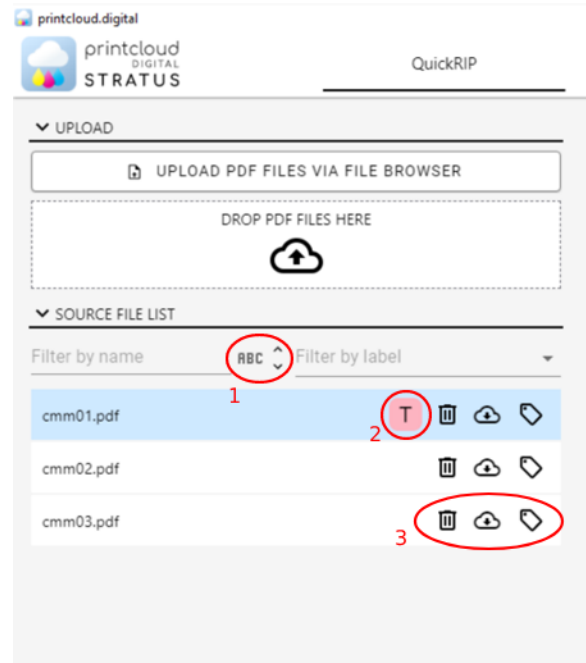 printcloud.digital
printcloud
DIGITAL
STRATUS
QuickRIP
UPLOAD
UPLOAD PDF FILES VIA FILE BROWSER
DROP PDF FILES HERE
SOURCE FILE LIST
Filter by name ABC Filter by label
1
cmm01.pdf T
2
cmm02.pdf
cmm03.pdf
3